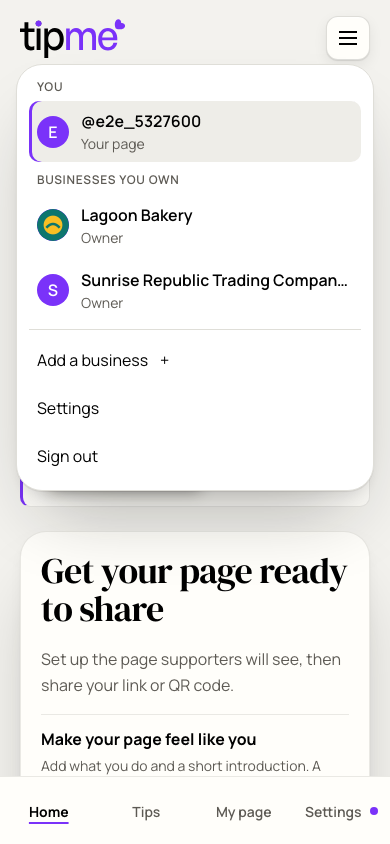 tipme
YOU
E
@e2e_5327600
Your page
BUSINESSES YOU OWN
Lagoon Bakery
Owner
S
Sunrise Republic Trading Compan…
Owner
Add a business +
Settings
Sign out
Get your page ready
to share
Set up the page supporters will see, then
share your link or QR code.
Make your page feel like you
Add what you do and a short introduction. A
Home
Tips
My page
Settings